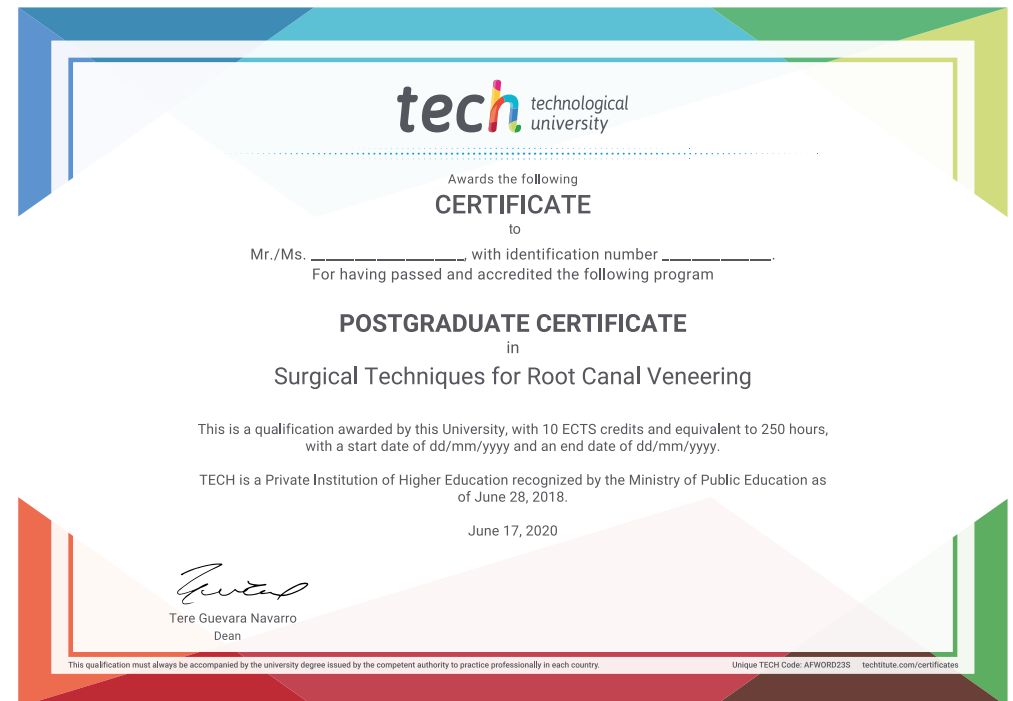 tech technological
university
Awards the following
CERTIFICATE
to
Mr./Ms. ________________, with identification number ____________.
For having passed and accredited the following program
POSTGRADUATE CERTIFICATE
in
Surgical Techniques for Root Canal Veneering
This is a qualification awarded by this University, with 10 ECTS credits and equivalent to 250 hours,
with a start date of dd/mm/yyyy and an end date of dd/mm/yyyy.
TECH is a Private Institution of Higher Education recognized by the Ministry of Public Education as
of June 28, 2018.
June 17, 2020
Tere Guevara Navarro
Dean
This qualification must always be accompanied by the university degree issued by the competent authority to practice professionally in each country. Unique TECH Code: AFWORD23S techtitute.com/certificates